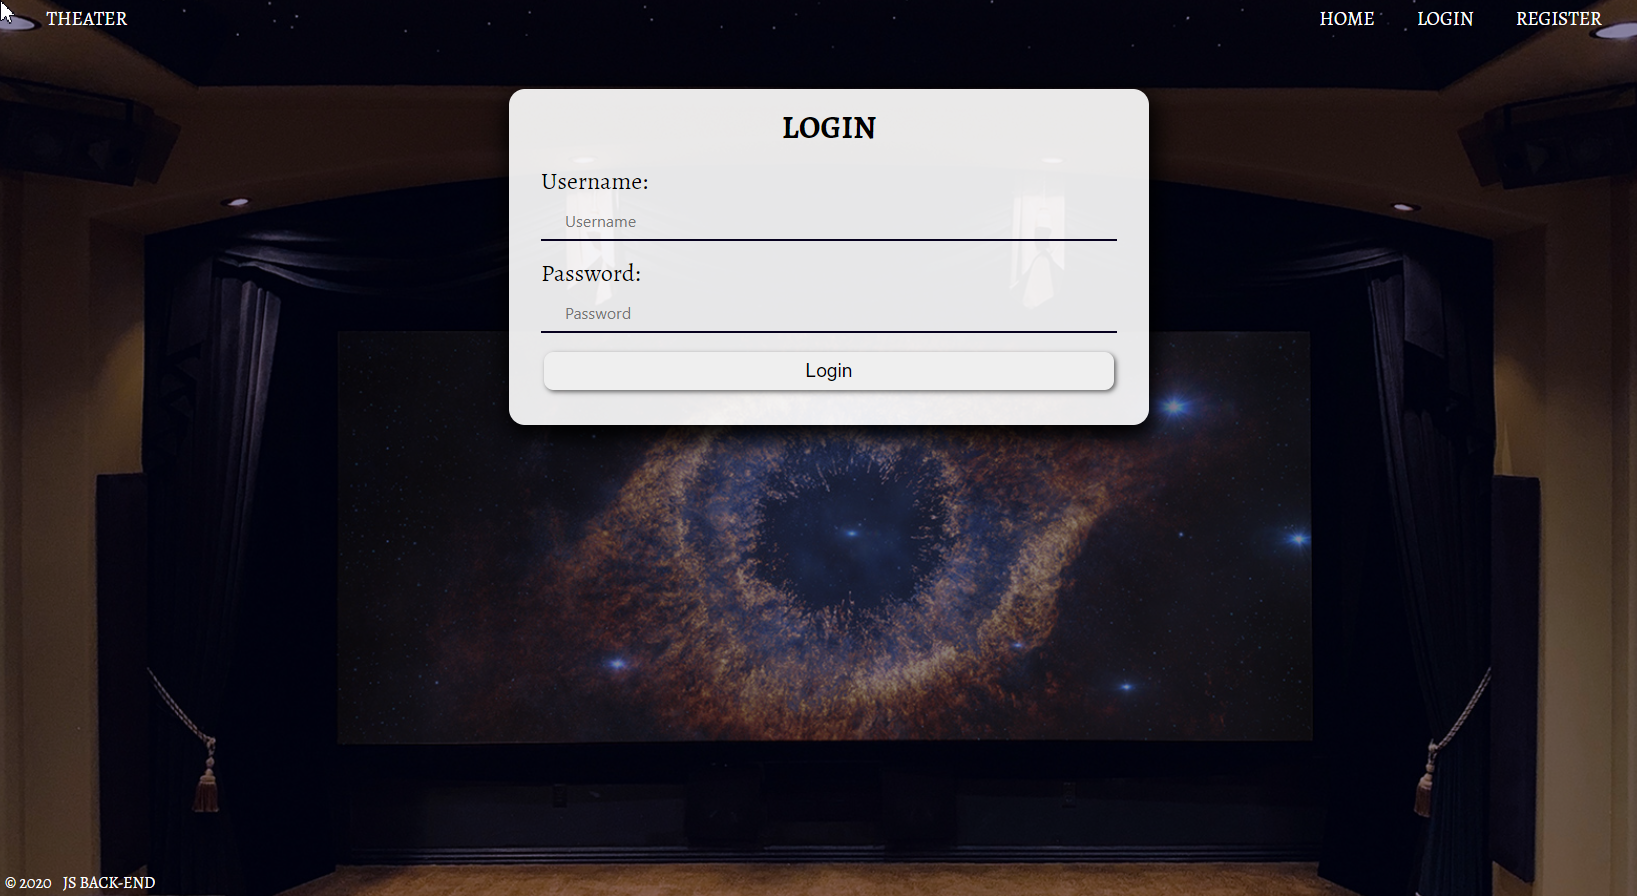 THEATER HOME LOGIN REGISTER
LOGIN
Username:
Username
Password:
Password
Login
© 2020 JS BACK-END